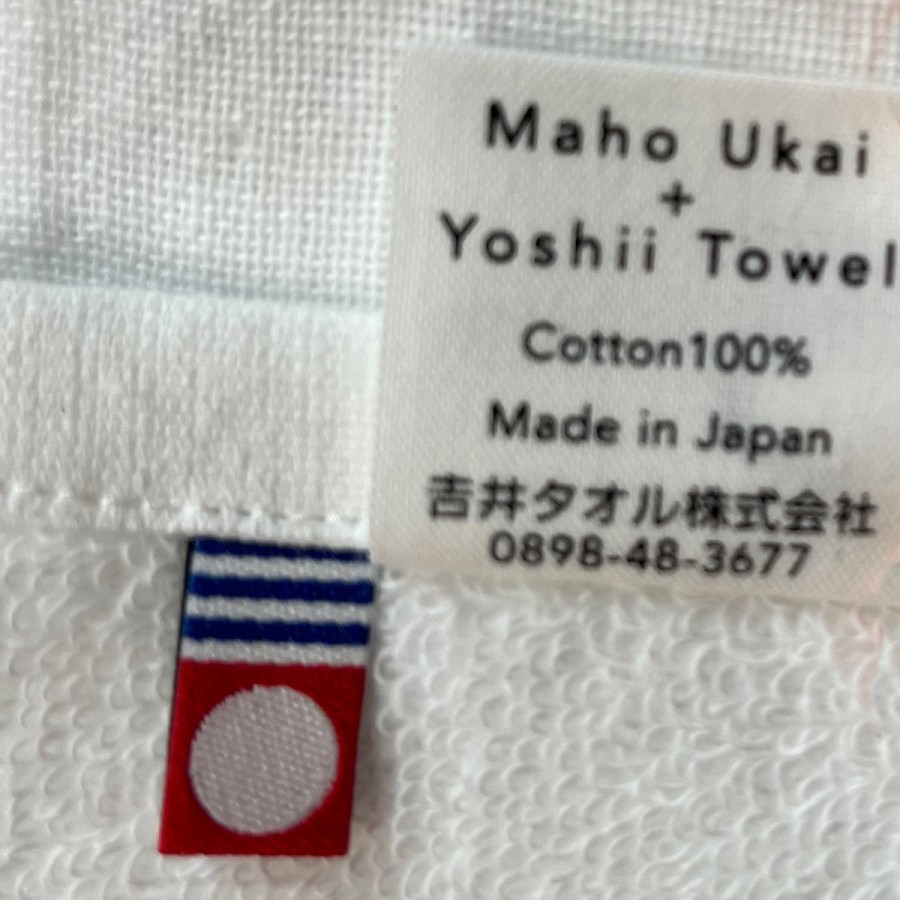 Maho Ukai
+
Yoshii Towel
Cotton100%
Made in Japan
吉井タオル株式会社
0898-48-3677